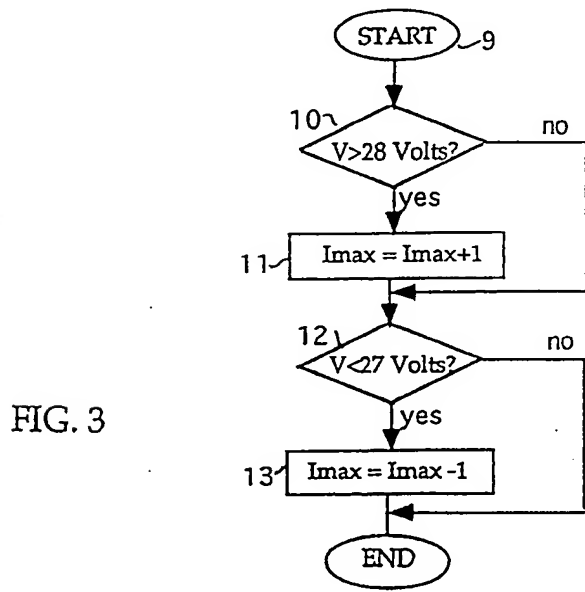 START
9
10
V>28 Volts?
no
yes
11
Imax = Imax+1
12
V<27 Volts?
no
yes
FIG. 3
13
Imax = Imax-1
END